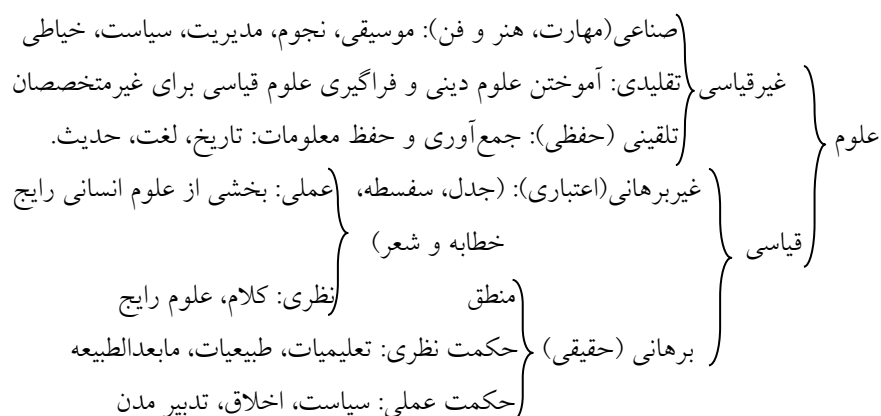 صناعی(مهارت، هنر و فن): موسیقی، نجوم، مدیریت، سیاست، خیاطی
غیرقیاسی تقلیدی: آموختن علوم دینی و فراگیری علوم قیاسی برای غیرمتخصصان
علوم تلقینی (حفظی): جمع‌آوری و حفظ معلومات: تاریخ، لغت، حدیث.
غیربرهانی(اعتباری): (جدل، سفسطه، عملی: بخشی از علوم انسانی رایج
قیاسی خطابه و شعر)
منطق نظری: کلام، علوم رایج
برهانی (حقیقی) حکمت نظری: تعلیمیات، طبیعیات، مابعدالطبیعه
حکمت عملی: سیاست، اخلاق، تدبیر مدن